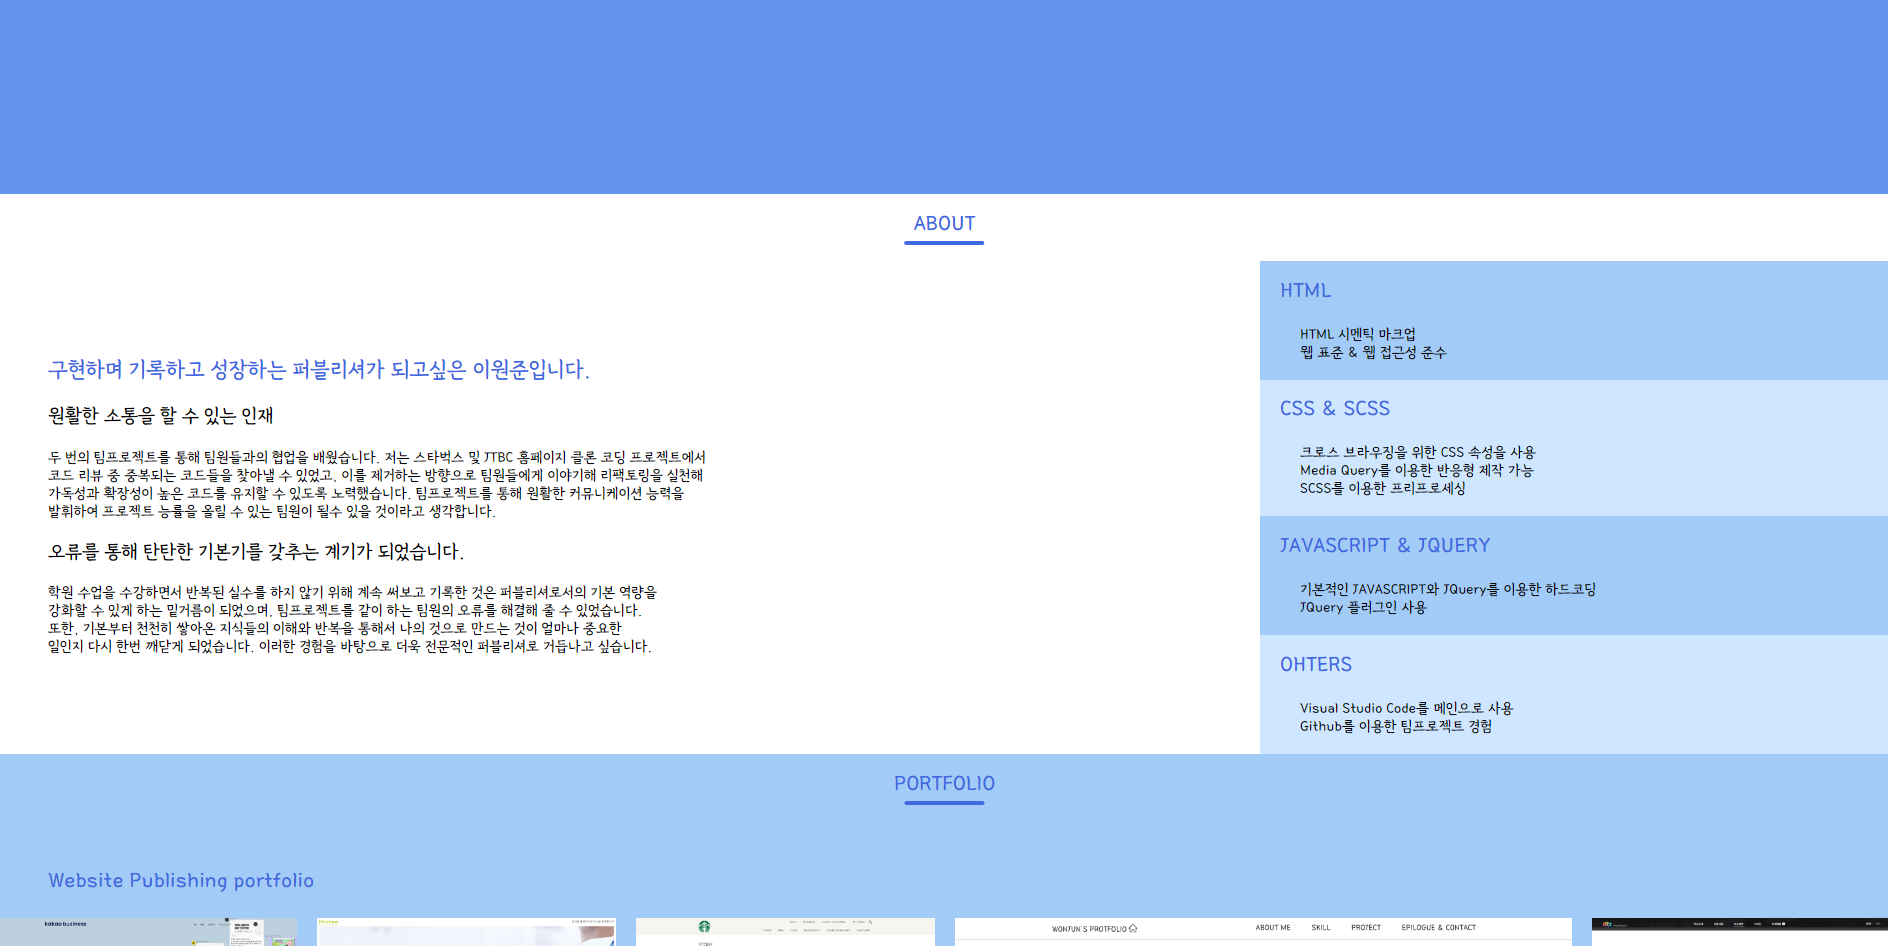 ABOUT
구현하며 기록하고 성장하는 퍼블리셔가 되고싶은 이원준입니다.
원활한 소통을 할 수 있는 인재
두 번의 팀프로젝트를 통해 팀원들과의 협업을 배웠습니다. 저는 스타벅스 및 JTBC 홈페이지 클론 코딩 프로젝트에서
코드 리뷰 중 중복되는 코드들을 찾아낼 수 있었고, 이를 제거하는 방향으로 팀원들에게 이야기해 리팩토링을 실천해
가독성과 확장성이 높은 코드를 유지할 수 있도록 노력했습니다. 팀프로젝트를 통해 원활한 커뮤니케이션 능력을
발휘하여 프로젝트 능률을 올릴 수 있는 팀원이 될수 있을 것이라고 생각합니다.
오류를 통해 탄탄한 기본기를 갖추는 계기가 되었습니다.
학원 수업을 수강하면서 반복된 실수를 하지 않기 위해 계속 써보고 기록한 것은 퍼블리셔로서의 기본 역량을
강화할 수 있게 하는 밑거름이 되었으며, 팀프로젝트를 같이 하는 팀원의 오류를 해결해 줄 수 있었습니다.
또한, 기본부터 천천히 쌓아온 지식들의 이해와 반복을 통해서 나의 것으로 만드는 것이 얼마나 중요한
일인지 다시 한번 깨닫게 되었습니다. 이러한 경험을 바탕으로 더욱 전문적인 퍼블리셔로 거듭나고 싶습니다.
HTML
HTML 시멘틱 마크업
웹 표준 & 웹 접근성 준수
CSS & SCSS
크로스 브라우징을 위한 CSS 속성을 사용
Media Query를 이용한 반응형 제작 가능
SCSS를 이용한 프리프로세싱
JAVASCRIPT & JQUERY
기본적인 JAVASCRIPT와 JQuery를 이용한 하드코딩
JQuery 플러그인 사용
OHTERS
Visual Studio Code를 메인으로 사용
Github를 이용한 팀프로젝트 경험
PORTFOLIO
Website Publishing portfolio
kakao business
WONJUN`S PROTFOLIO
ABOUT ME SKILL PROTECT EPILOGUE & CONTACT